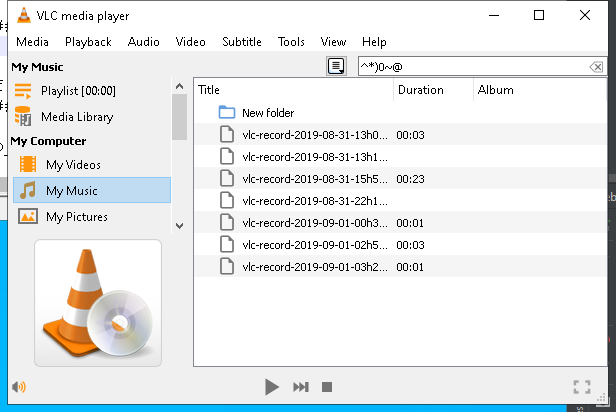 VLC media player
Media Playback Audio Video Subtitle Tools View Help
My Music
^*)0~@
Playlist [00:00]
Media Library
My Computer
My Videos
My Music
My Pictures
Title Duration Album
New folder
vlc-record-2019-08-31-13h0... 00:03
vlc-record-2019-08-31-13h1...
vlc-record-2019-08-31-15h5... 00:23
vlc-record-2019-08-31-22h1...
vlc-record-2019-09-01-00h3... 00:01
vlc-record-2019-09-01-02h5... 00:03
vlc-record-2019-09-01-03h2... 00:01